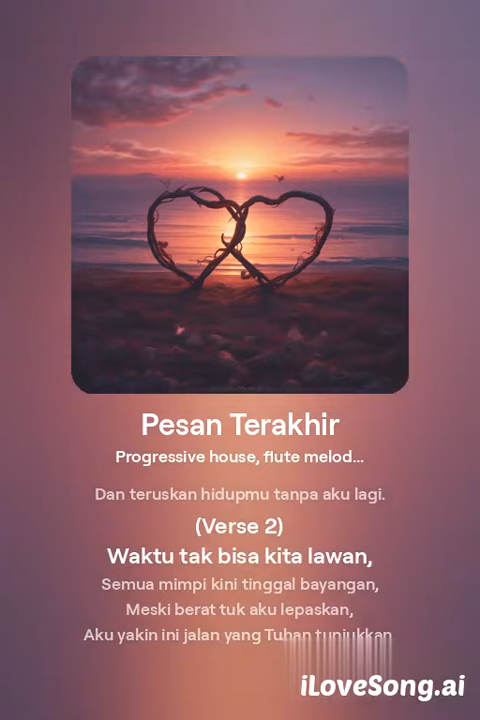 Pesan Terakhir
Progressive house, flute melod...
Dan teruskan hidupmu tanpa aku lagi.
(Verse 2)
Waktu tak bisa kita lawan,
Semua mimpi kini tinggal bayangan,
Meski berat tuk aku lepaskan,
Aku yakin ini jalan yang Tuhan tunjukkan
iLoveSong.ai